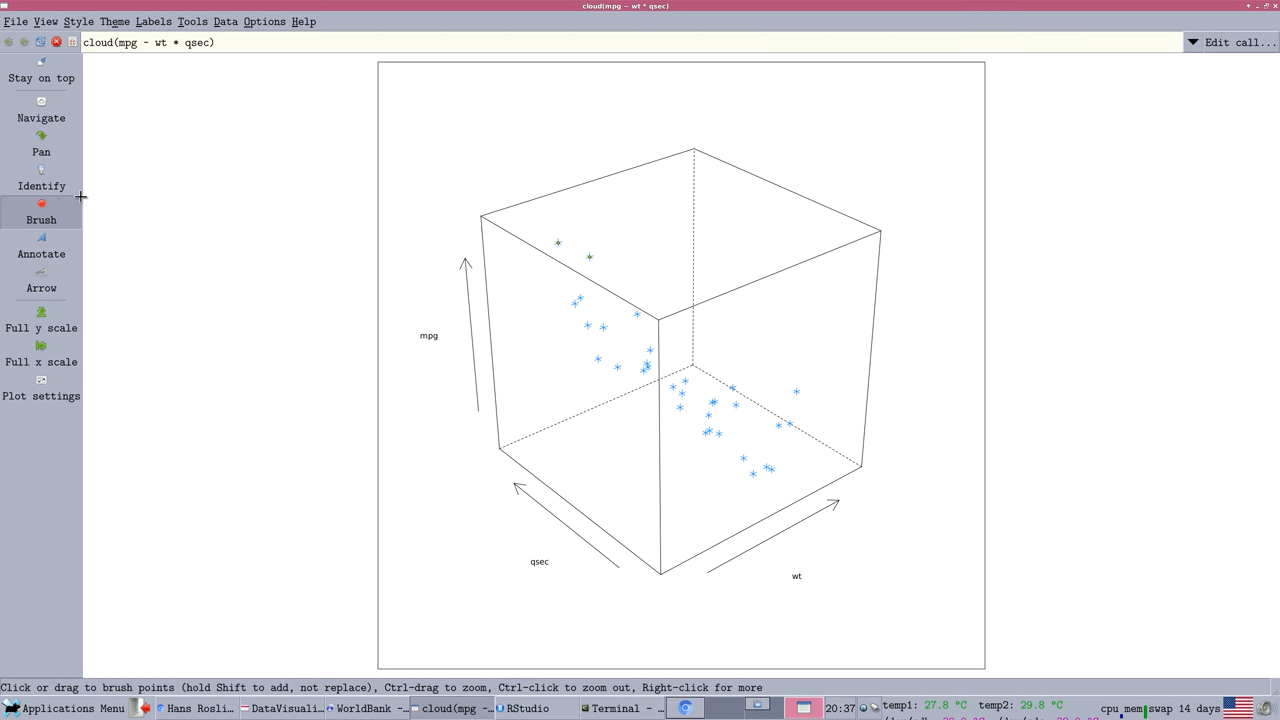 cloud(mpg ~ wt * qsec)
File View Style Theme Labels Tools Data Options Help
cloud(mpg ~ wt * qsec)
Edit call...
Stay on top
Navigate
Pan
Identify
Brush
Annotate
Arrow
Full y scale
Full x scale
Plot settings
mpg
qsec
wt
Click or drag to brush points (hold Shift to add, not replace), Ctrl-drag to zoom, Ctrl-click to zoom out, Right-click for more
Applications Menu
Hans Rosli...
DataVisuali...
WorldBank –...
cloud(mpg ~...
RStudio
Terminal - ...
20:37
temp1: 27.8 °C temp2: 29.8 °C
cpu mem swap 14 days